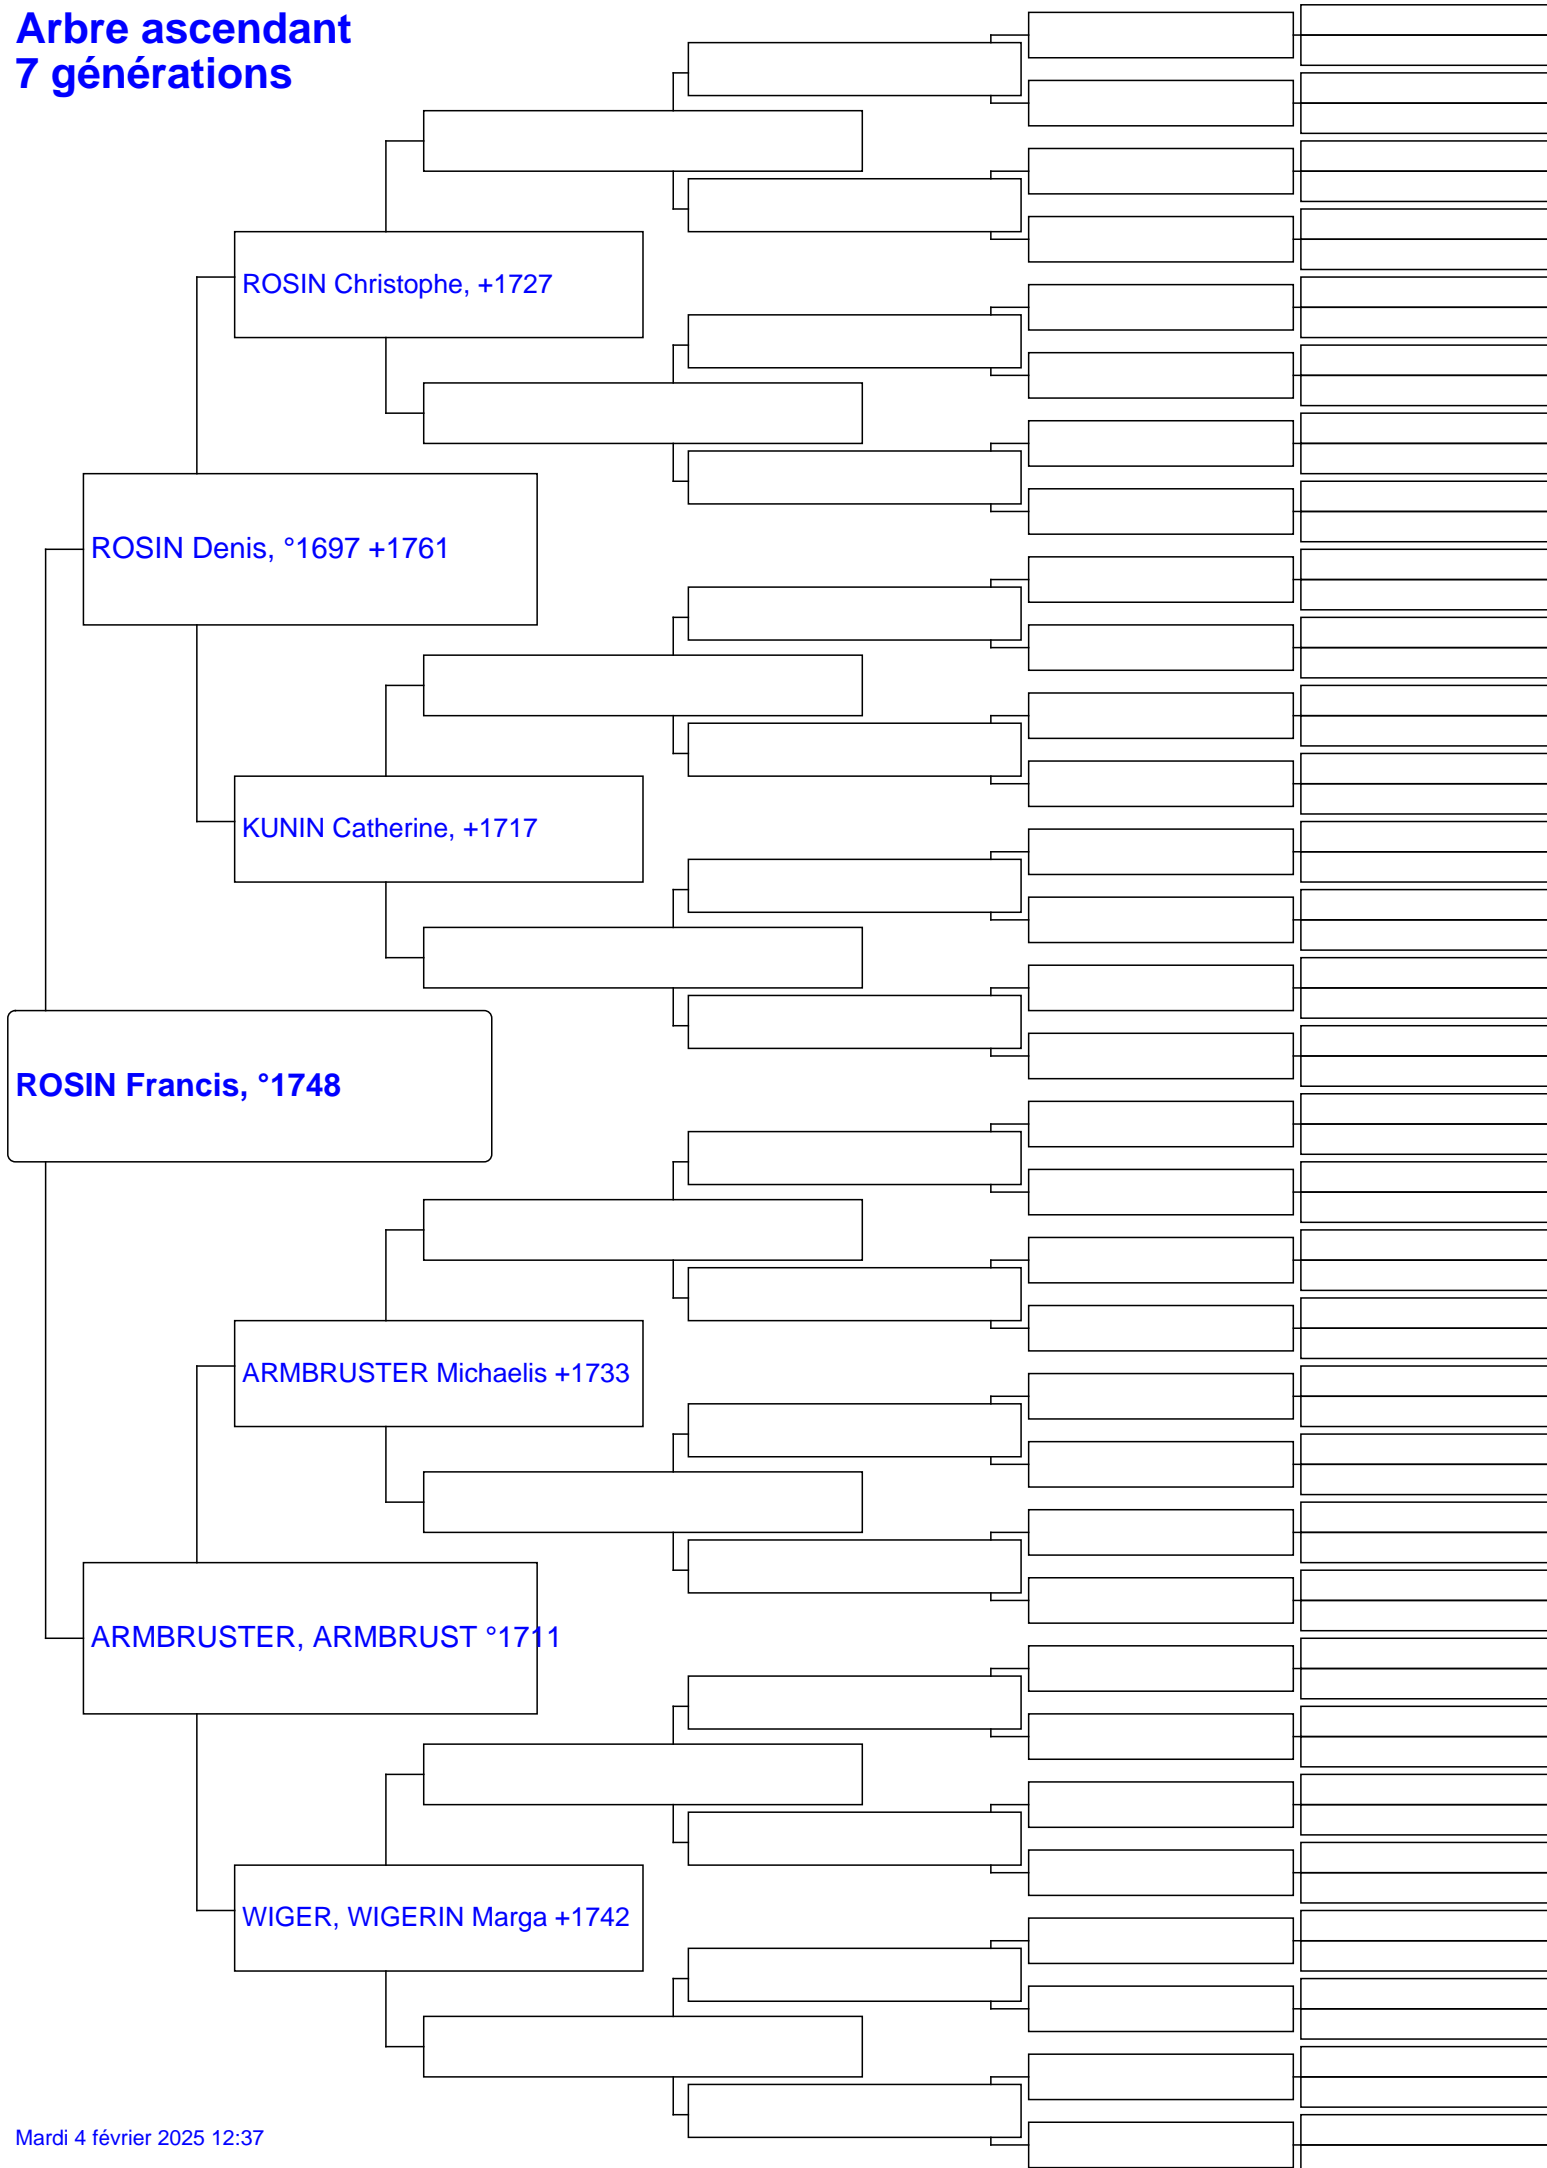 Arbre ascendant
7 générations
ROSIN Christophe, +1727
ROSIN Denis, °1697 +1761
KUNIN Catherine, +1717
ROSIN Francis, °1748
ARMBRUSTER Michaelis +1733
ARMBRUSTER, ARMBRUST °1711
WIGER, WIGERIN Marga +1742
Mardi 4 février 2025 12:37